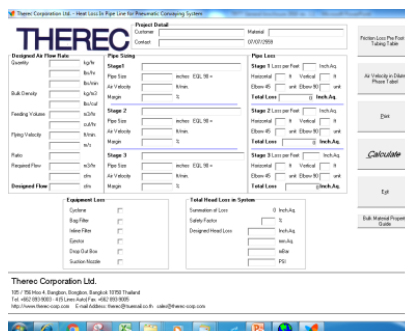 Therec Corporation Ltd. - Heat Loss In Pipe Line for Pneumatic Conveying System
THEREC
Project Detail
Customer Material
Contact 07/07/2559
Friction Loss Per Foot Tubing Table
Designed Air Flow Rate
Quantity kg/hr
lbs/hr
lbs/min
Bulk Density kg/m3
lbs/cuf
Feeding Volume m3/hr
cuf/hr
Flying Velocity ft/min
m/s
Ratio
Required Flow m3/hr
cfm
Designed Flow cfm
Pipe Sizing
Stage1
Pipe Size inches EQL 90 =
Air Velocity ft/min.
Margin %
Stage 2
Pipe Size inches EQL 90 =
Air Velocity ft/min.
Margin %
Stage 3
Pipe Size inches EQL 90 =
Air Velocity ft/min.
Margin %
Pipe Loss
Stage 1 Loss per Foot Inch.Aq
Horizontal ft Vertical ft
Elbow 45 unit Elbow 90 unit
Total Loss 0 Inch.Aq.
Stage 2 Loss per Foot Inch.Aq
Horizontal ft Vertical ft
Elbow 45 unit Elbow 90 unit
Total Loss 0 Inch.Aq.
Stage 3 Loss per Foot Inch.Aq
Horizontal ft Vertical ft
Elbow 45 unit Elbow 90 unit
Total Loss 0 Inch.Aq.
Air Velocity in Dilute Phase Table1
Print
Calculate
Exit
Bulk Material Properties Guide
Equipment Loss
Cyclone
Bag Filter
Inline Filter
Ejector
Drop Out Box
Suction Nozzle
Total Head Loss in System
Summation of Loss 0 Inch.Aq
Safety Factor %
Designed Head Loss Inch.Aq
mm.Aq
mBar
PSI
Therec Corporation Ltd.